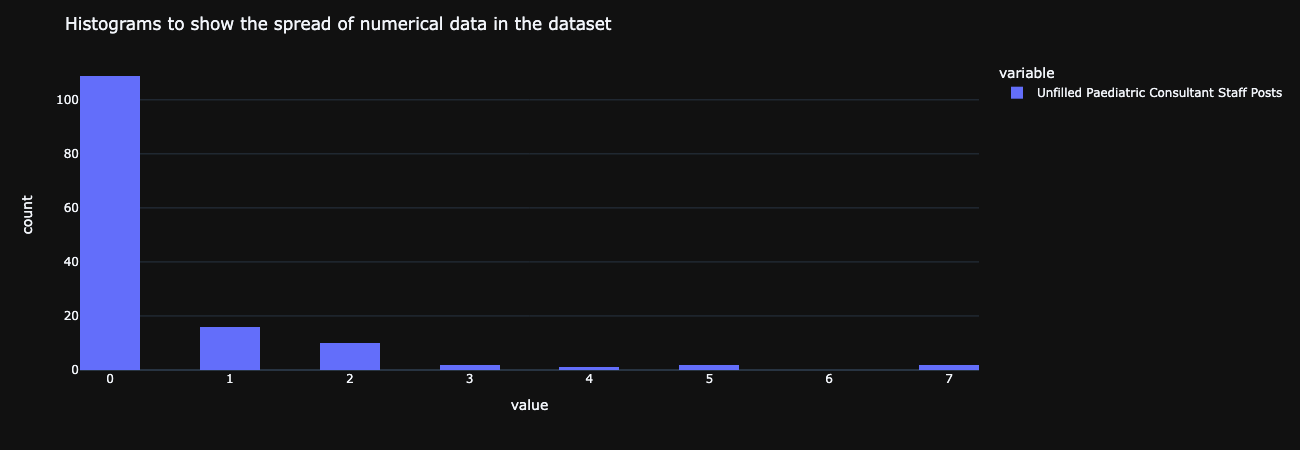 Histograms to show the spread of numerical data in the dataset
variable
Unfilled Paediatric Consultant Staff Posts
count
100
80
60
40
20
0
0 1 2 3 4 5 6 7
value